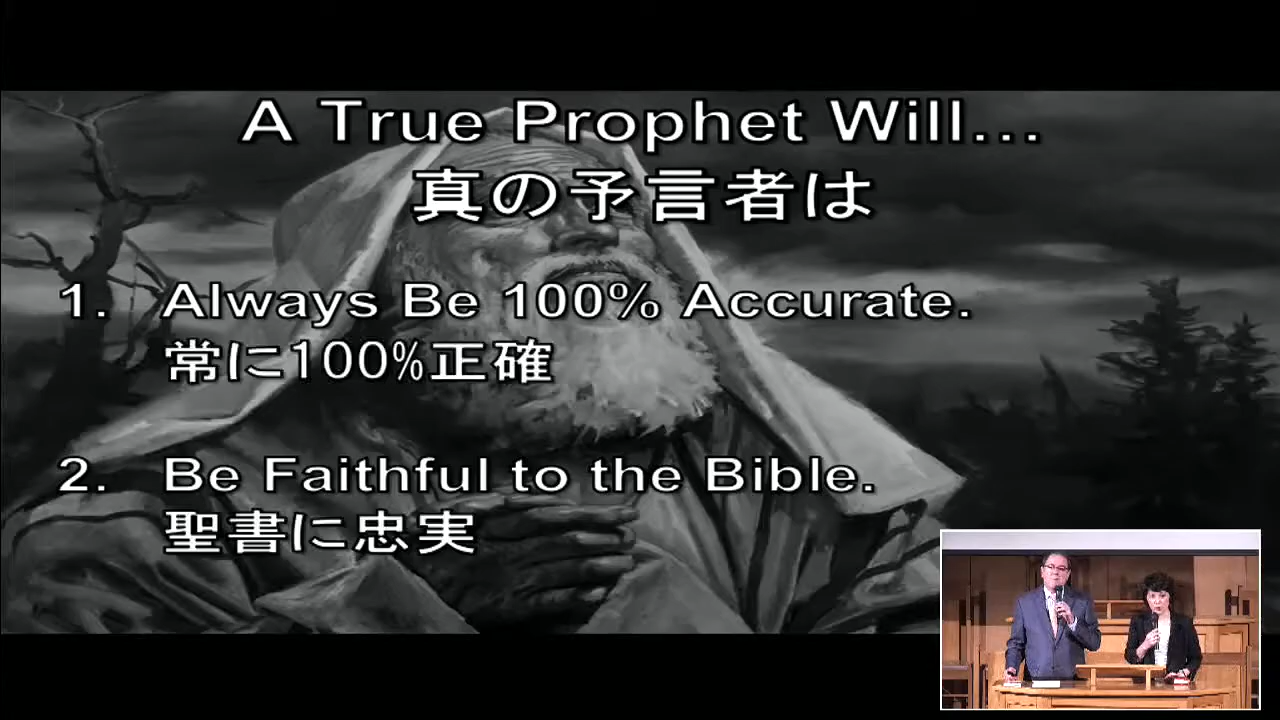 A True Prophet Will...
真の予言者は
1. Always Be 100% Accurate.
常に100%正確
2. Be Faithful to the Bible.
聖書に忠実